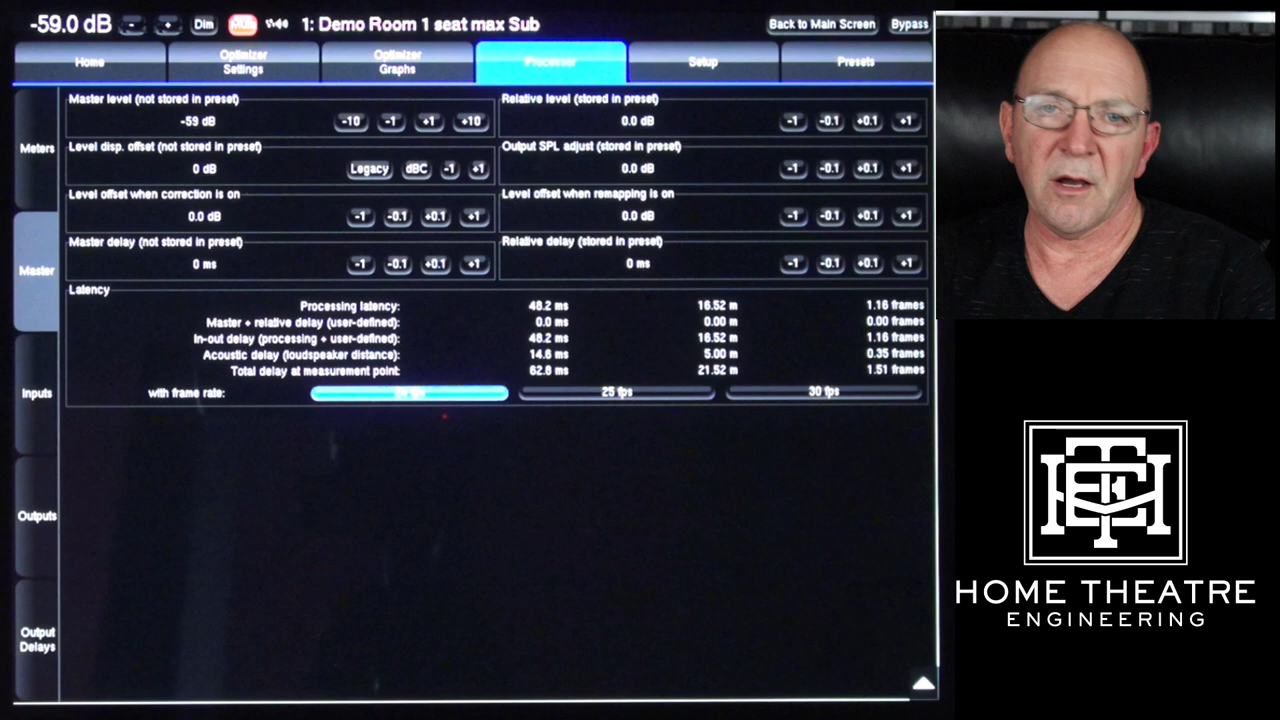 -59.0 dB - + Dim Mute 1: Demo Room 1 seat max Sub Back to Main Screen Bypass
Home Optimizer Settings Optimizer Graphs Processor Setup Presets
Meters
Master
Inputs
Outputs
Output Delays
Master level (not stored in preset)
-59 dB -10 -1 +1 +10
Relative level (stored in preset)
0.0 dB -1 -0.1 +0.1 +1
Level disp. offset (not stored in preset)
0 dB Legacy dBC -1 +1
Output SPL adjust (stored in preset)
0.0 dB -1 -0.1 +0.1 +1
Level offset when correction is on
0.0 dB -1 -0.1 +0.1 +1
Level offset when remapping is on
0.0 dB -1 -0.1 +0.1 +1
Master delay (not stored in preset)
0 ms -1 -0.1 +0.1 +1
Relative delay (stored in preset)
0 ms -1 -0.1 +0.1 +1
Latency
Processing latency: 48.2 ms 16.52 m 1.16 frames
Master + relative delay (user-defined): 0.0 ms 0.00 m 0.00 frames
In-out delay (processing + user-defined): 48.2 ms 16.52 m 1.16 frames
Acoustic delay (loudspeaker distance): 14.6 ms 5.00 m 0.35 frames
Total delay at measurement point: 62.8 ms 21.52 m 1.51 frames
with frame rate: 25 fps 30 fps
HOME THEATRE
ENGINEERING